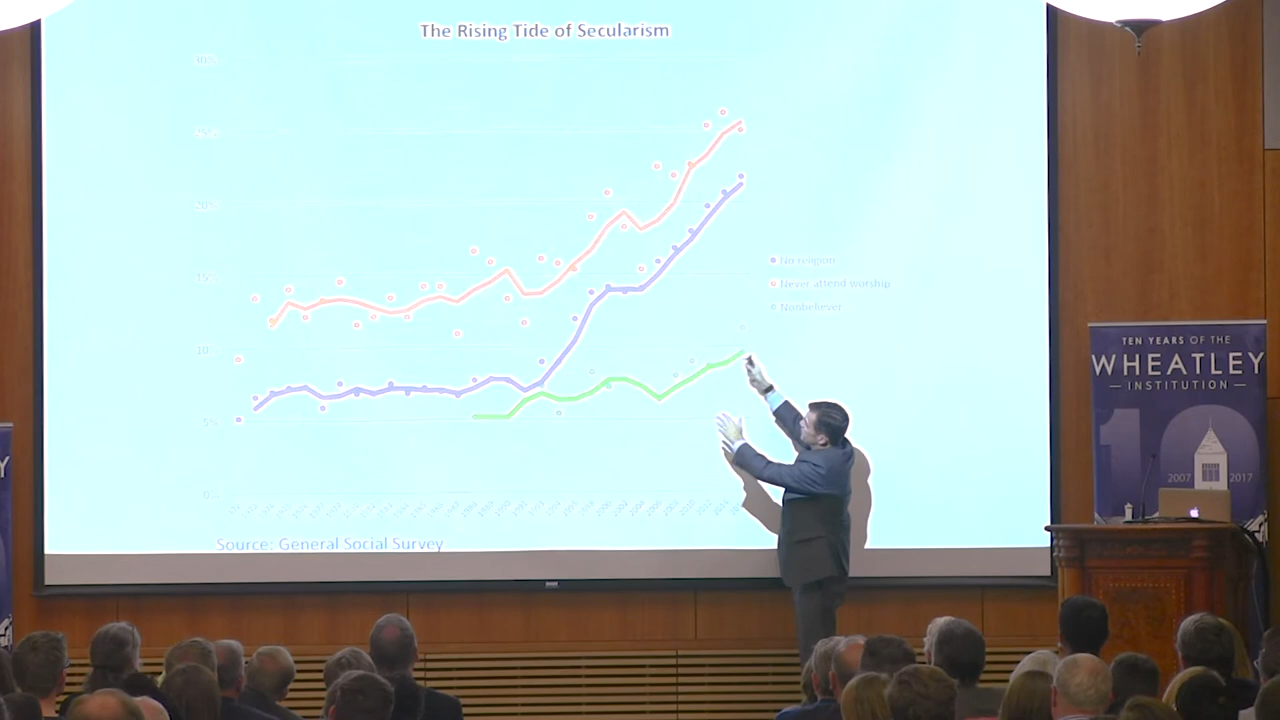 The Rising Tide of Secularism
30%
25%
20%
15%
10%
5%
0%
No religion
Never attend worship
Nonbeliever
Source: General Social Survey
TEN YEARS OF THE
WHEATLEY
— INSTITUTION —
10
2007
2017
Y